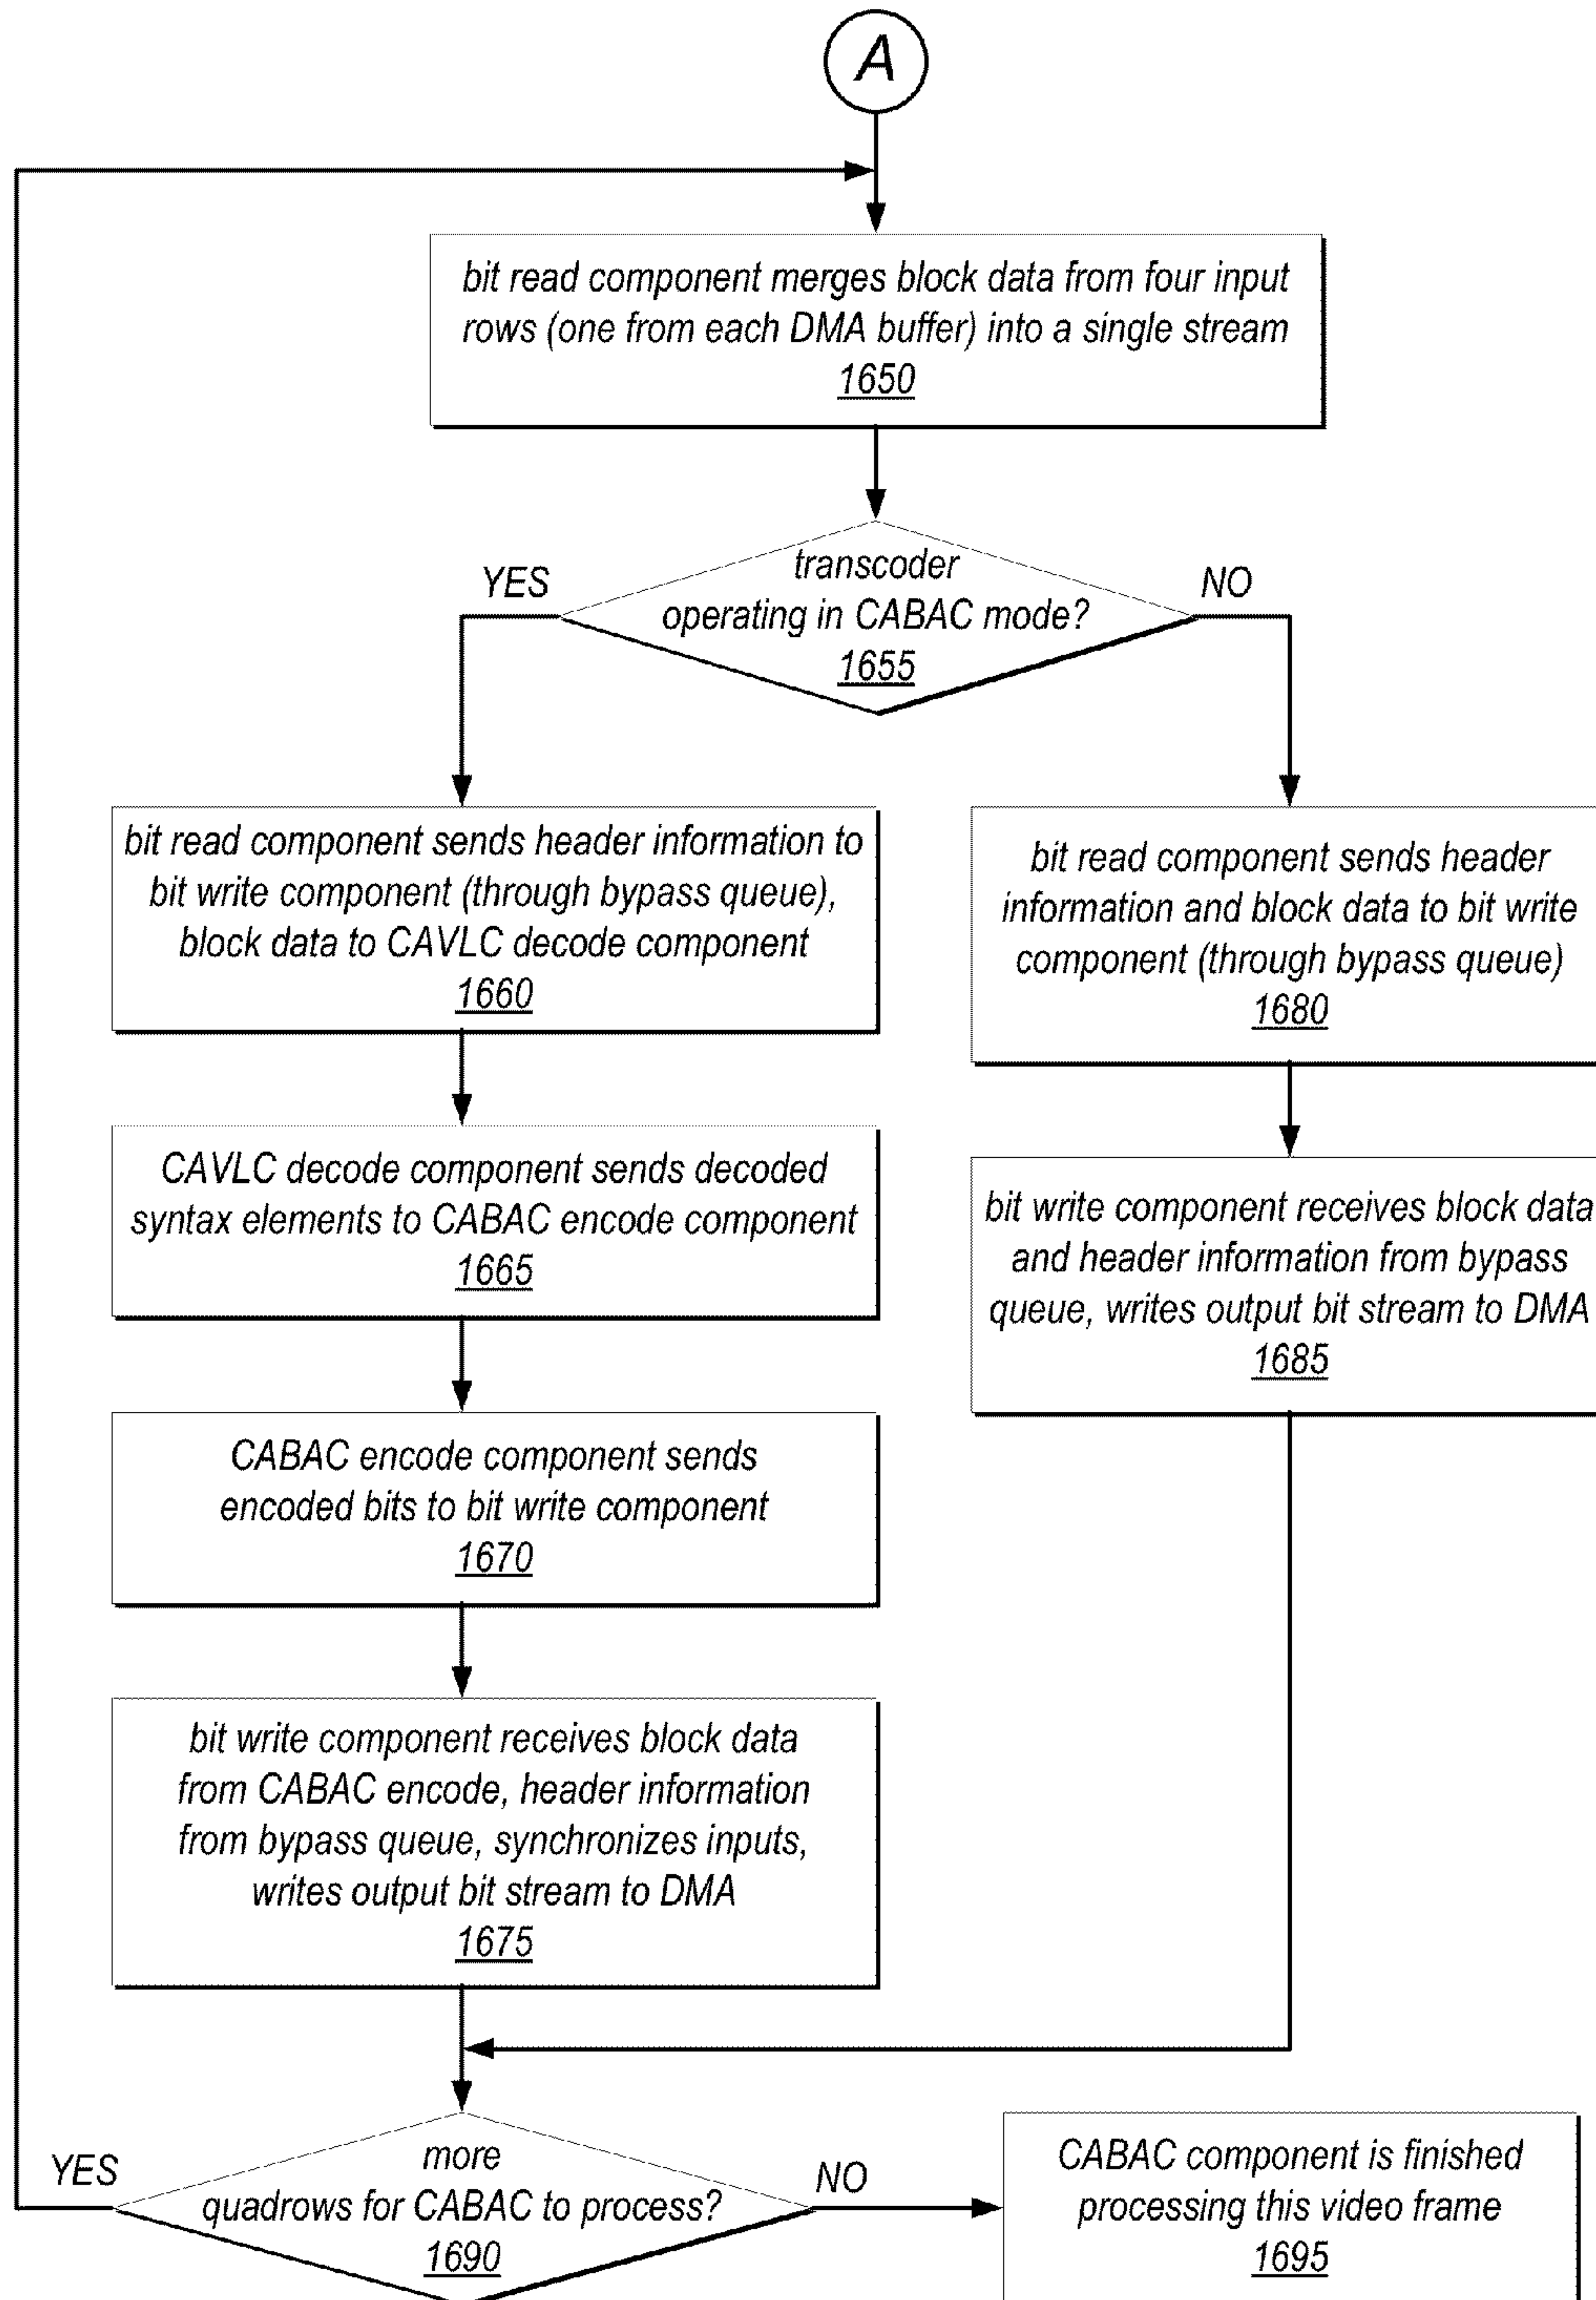 A
bit read component merges block data from four input
rows (one from each DMA buffer) into a single stream
1650
transcoder
operating in CABAC mode?
1655
YES
NO
bit read component sends header information to
bit write component (through bypass queue),
block data to CAVLC decode component
1660
bit read component sends header
information and block data to bit write
component (through bypass queue)
1680
CAVLC decode component sends decoded
syntax elements to CABAC encode component
1665
bit write component receives block data
and header information from bypass
queue, writes output bit stream to DMA
1685
CABAC encode component sends
encoded bits to bit write component
1670
bit write component receives block data
from CABAC encode, header information
from bypass queue, synchronizes inputs,
writes output bit stream to DMA
1675
YES
more
quadrows for CABAC to process?
1690
NO
CABAC component is finished
processing this video frame
1695